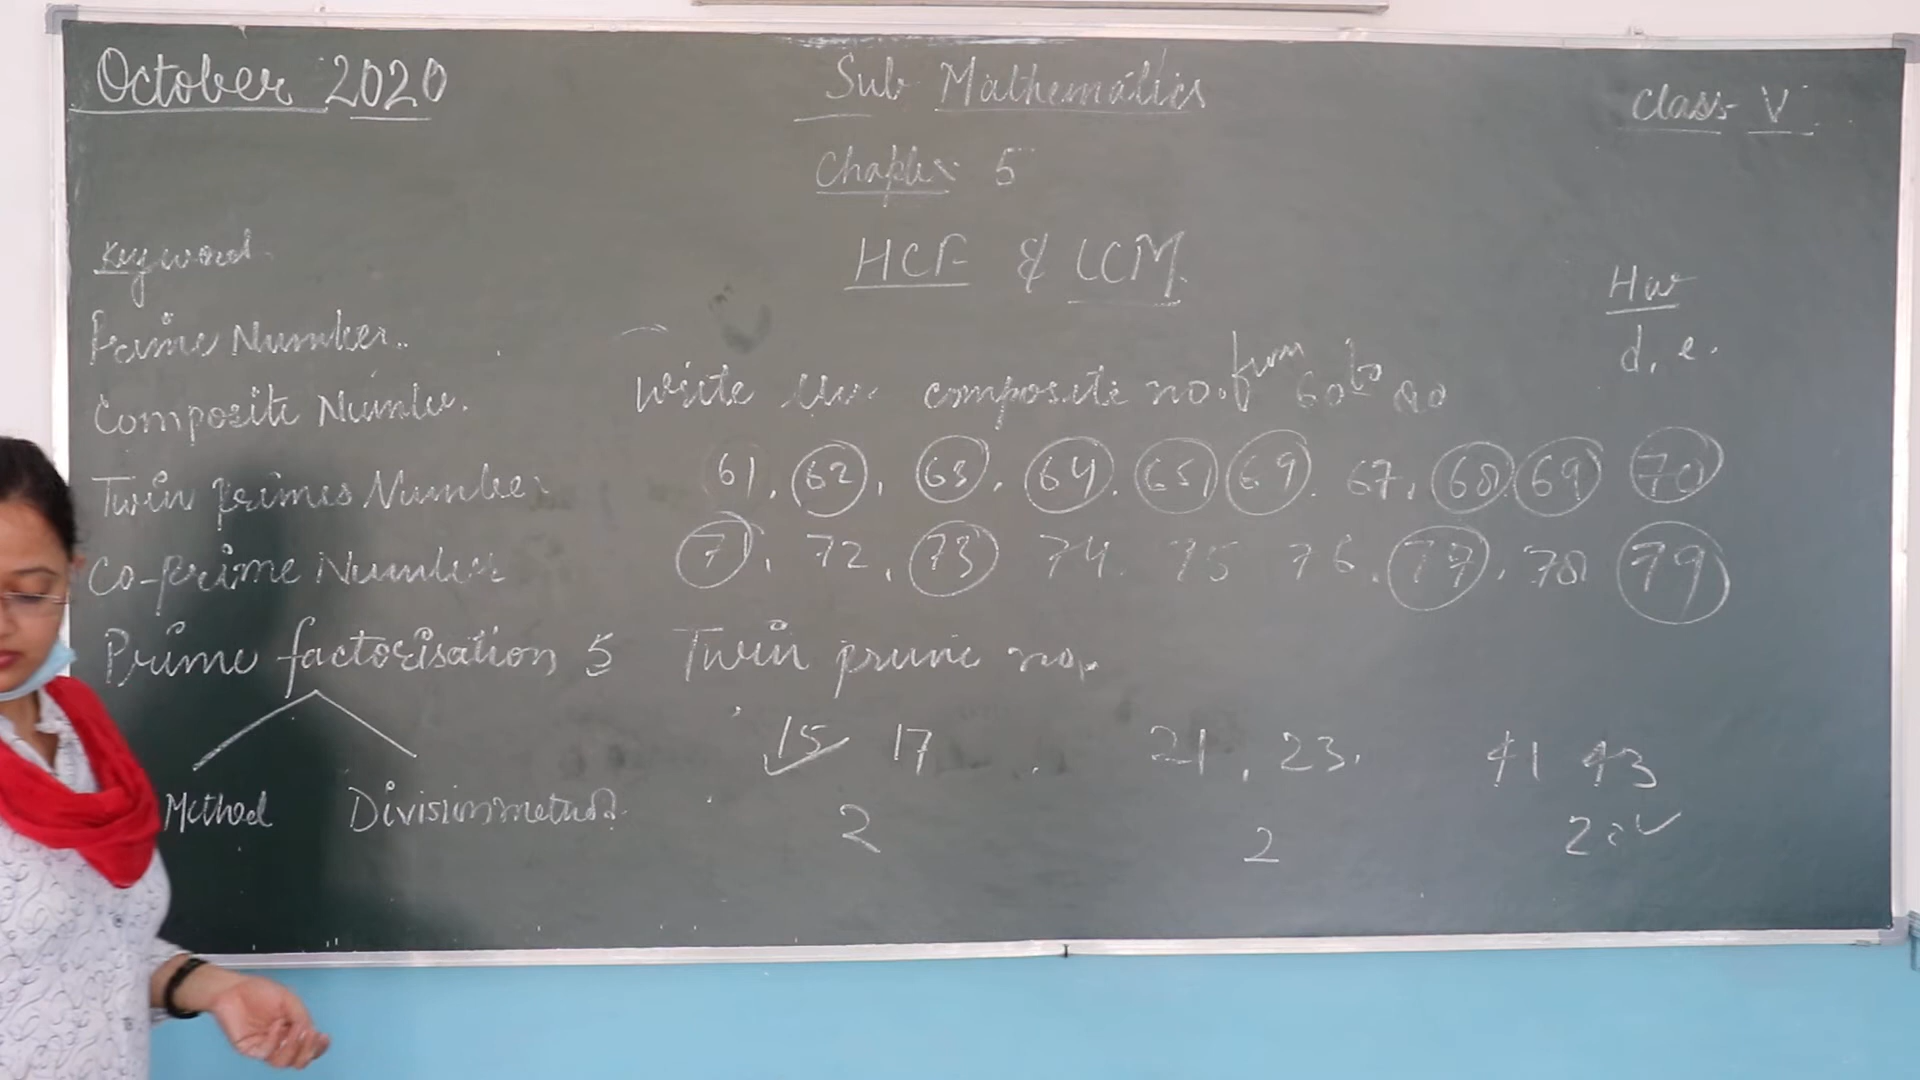 October 2020
Sub Mathematics
Class V
Chapter 5
HCF & LCM
Keyword
Prime Number.
Composite Number.
Twin primes Number
Co-prime Number
Prime factorisation 5
Method Division method
Hw
d, e.
Write the composite no. from 60 to 80
61, 62, 63, 64, 65, 69, 67, 68, 69 70
71, 72, 73 74 75 76, 77, 78 79
Twin prime no.
15 17 21, 23, 41 43
2 2 2